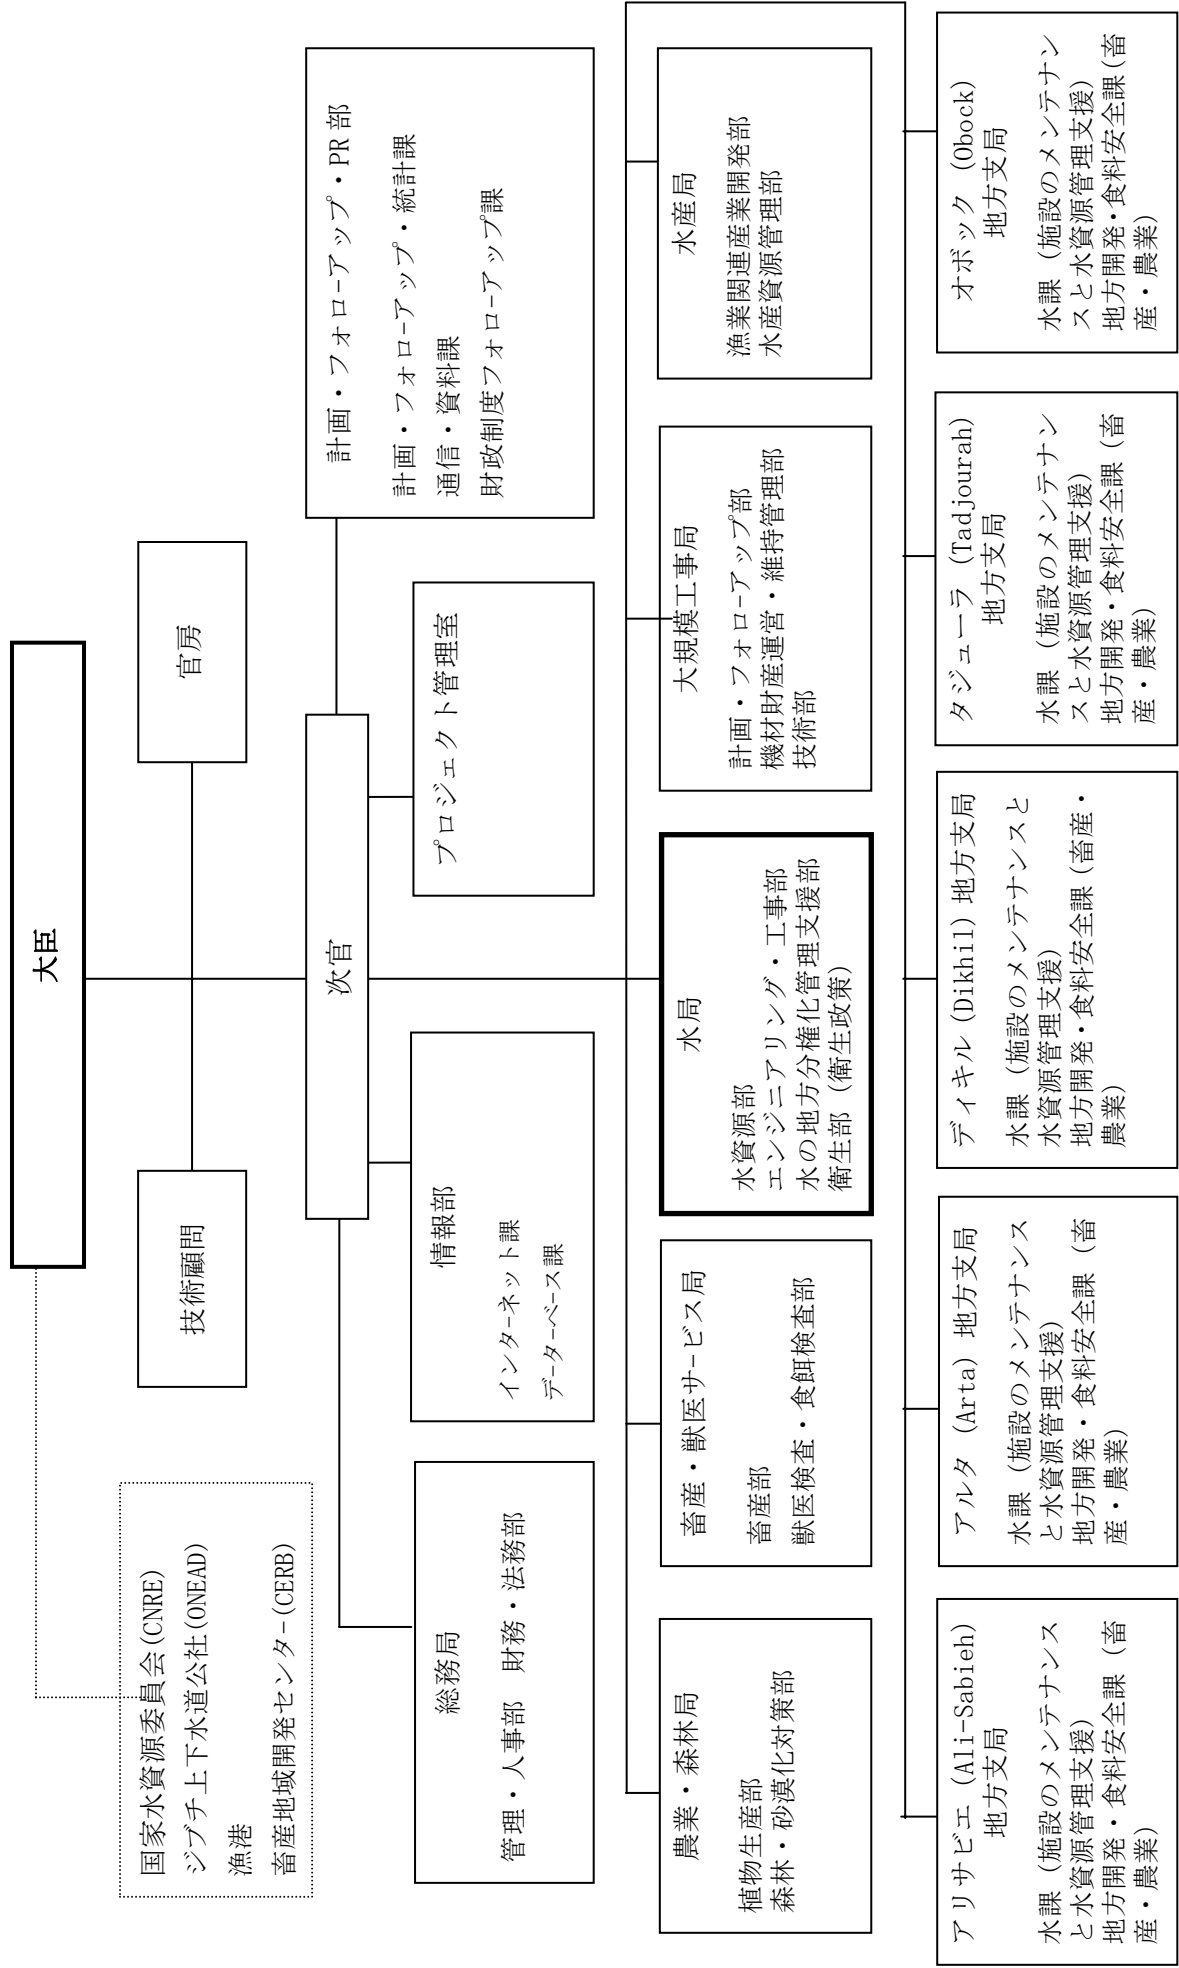 大臣
国家水資源委員会(CNRE)
ジブチ上下水道公社(ONEAD)
漁港
畜産地域開発センター(CERB)
技術顧問
官房
次官
総務局
管理・人事部　財務・法務部
情報部
インターネット課
データーベース課
プロジェクト管理室
計画・フォローアップ・PR部
計画・フォローアップ・統計課
通信・資料課
財政制度フォローアップ課
農業・森林局
植物生産部
森林・砂漠化対策部
畜産・獣医サービス局
畜産部
獣医検査・食餌検査部
水局
水資源部
エンジニアリング・工事部
水の地方分権化管理支援部
衛生部（衛生政策）
大規模工事局
計画・フォローアップ部
機材財産運営・維持管理部
技術部
水産局
漁業関連産業開発部
水産資源管理部
アリサビエ（Ali-Sabieh）
地方支局
水課（施設のメンテナンス
と水資源管理支援）
地方開発・食料安全課（畜
産・農業）
アルタ（Arta）地方支局
水課（施設のメンテナンス
と水資源管理支援）
地方開発・食料安全課（畜
産・農業）
ディキル(Dikhil)地方支局
水課（施設のメンテナンスと
水資源管理支援）
地方開発・食料安全課（畜産・
農業）
タジューラ（Tadjourah）
地方支局
水課（施設のメンテナン
スと水資源管理支援）
地方開発・食料安全課（畜
産・農業）
オボック（Obock）
地方支局
水課（施設のメンテナン
スと水資源管理支援）
地方開発・食料安全課（畜
産・農業）